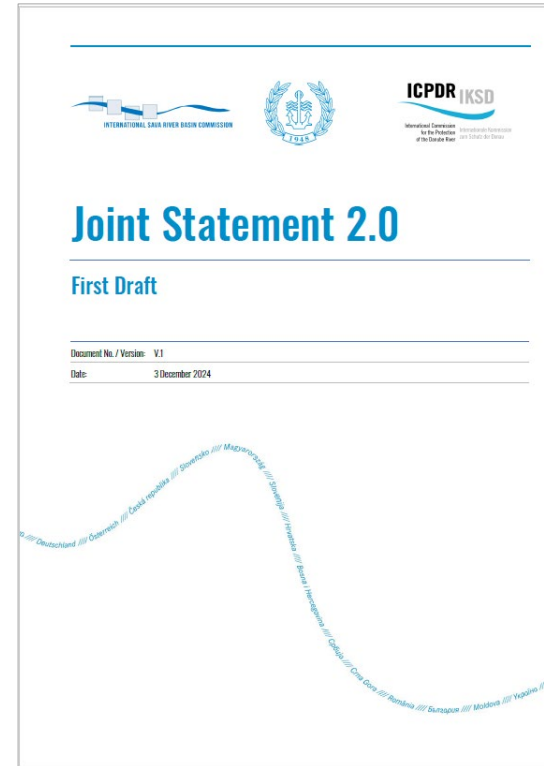 INTERNATIONAL SAVA RIVER BASIN COMMISSION
1948
ICPDR IKSD
International Commission
for the Protection
of the Danube River
Internationale Kommission
zum Schutz der Donau
Joint Statement 2.0
First Draft
Document No. / Version: V.1
Date: 3 December 2024
//// Deutschland //// Österreich //// Česká republika //// Slovensko //// Magyarország //// Slovenija //// Hrvatska //// Bosna i Hercegovina //// Србија //// Crna Gora //// România //// България //// Moldova //// Україна ////